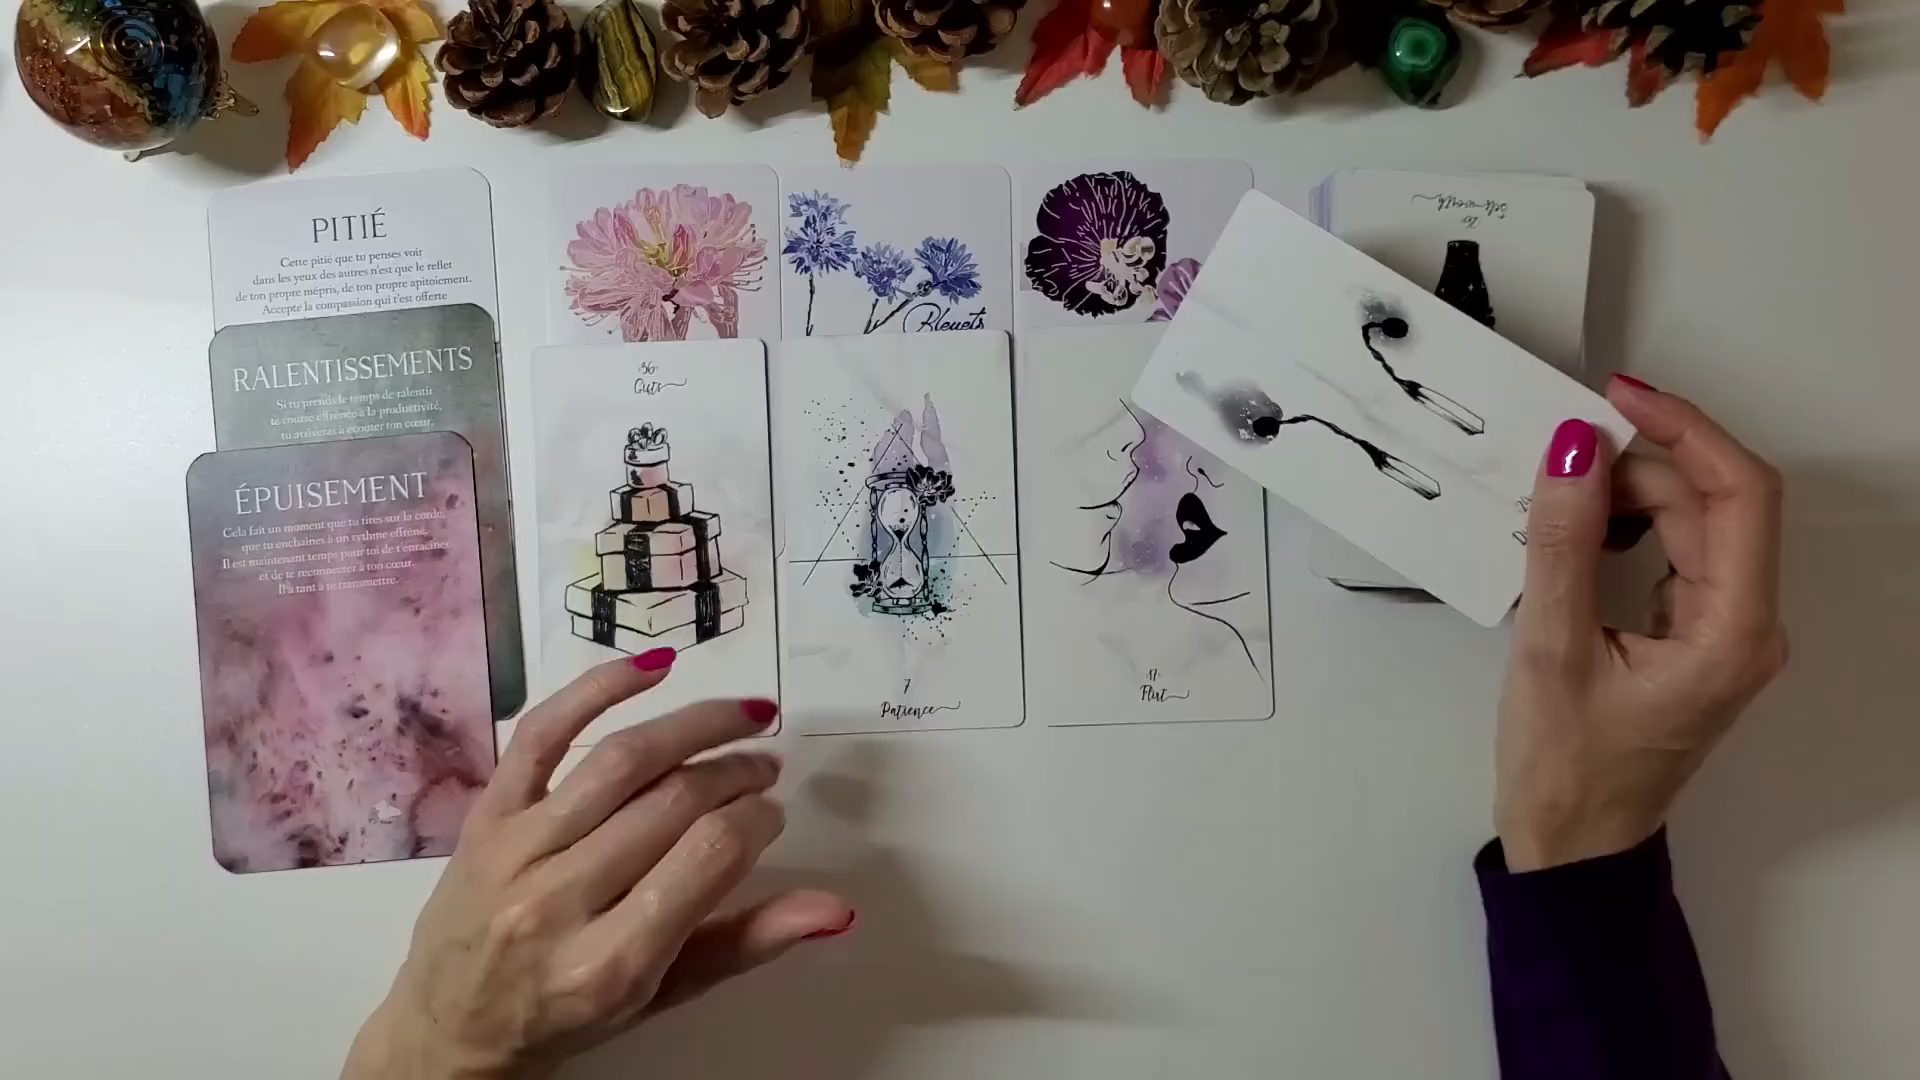 PITIÉ
Cette pitié que tu penses voir
dans les yeux des autres n'est que le reflet
de ton propre mépris, de ton propre apitoiement.
Accepte la compassion qui t'est offerte
RALENTISSEMENTS
Si tu prends le temps de ralentir
ta course effrénée à la productivité,
tu arriveras à écouter ton cœur.
ÉPUISEMENT
Cela fait un moment que tu tires sur la corde,
que tu enchaines à un rythme effréné.
Il est maintenant temps pour toi de t'enraciner
et de te reconnecter à ton cœur.
Il a tant à te transmettre.
36
Gifts
Bleuets
7
Patience
Flirt
20
Self-worth